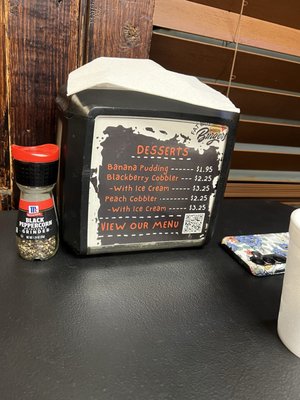 DESSERTS
Banana Pudding $1.95
Blackberry Cobbler $2.25
-With Ice Cream $3.25
Peach Cobbler $2.25
-With Ice Cream $3.25
VIEW OUR MENU
McCormick
BLACK
PEPPERCORN
GRINDER